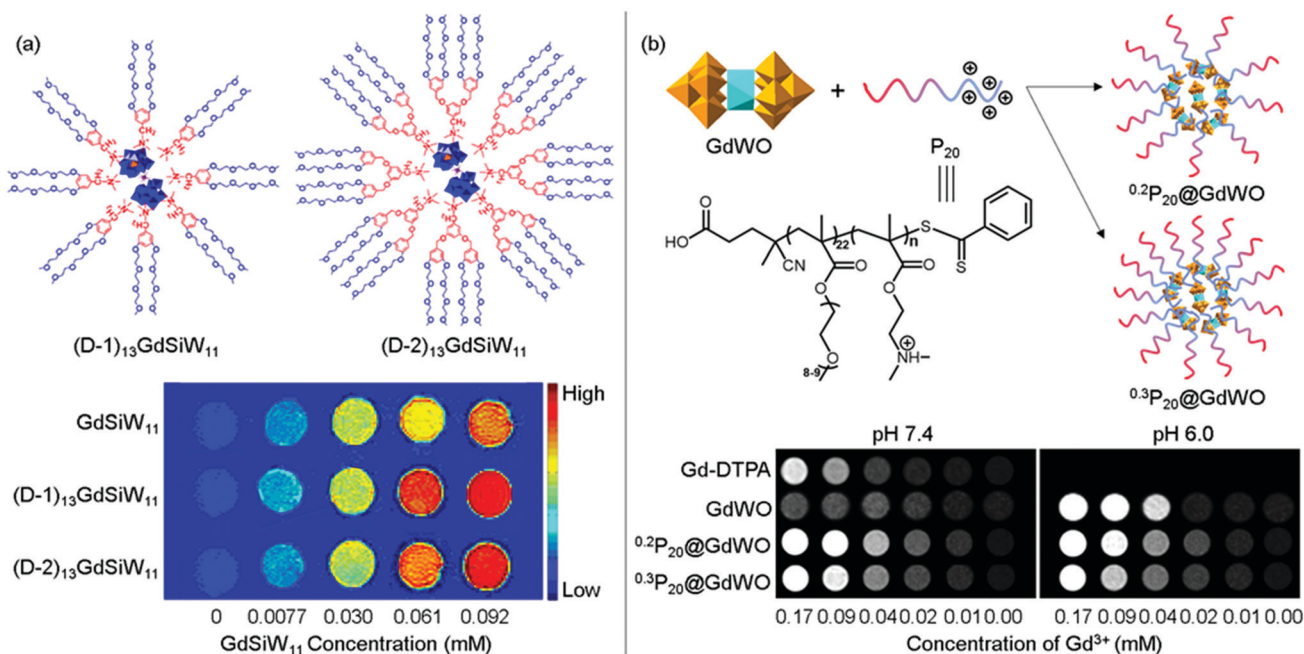 (a)
(D-1)₁₃GdSiW₁₁
(D-2)₁₃GdSiW₁₁
GdSiW₁₁
(D-1)₁₃GdSiW₁₁
(D-2)₁₃GdSiW₁₁
High
Low
0 0.0077 0.030 0.061 0.092
GdSiW₁₁ Concentration (mM)
(b)
GdWO
+
P₂₀
⁰·²P₂₀@GdWO
⁰·³P₂₀@GdWO
HO
O
CN
22
n
S
S
O
O
O
O
O
8-9
NH
+
pH 7.4
pH 6.0
Gd-DTPA
GdWO
⁰·²P₂₀@GdWO
⁰·³P₂₀@GdWO
0.17 0.09 0.04 0.02 0.01 0.00
0.17 0.09 0.04 0.02 0.01 0.00
Concentration of Gd³⁺ (mM)